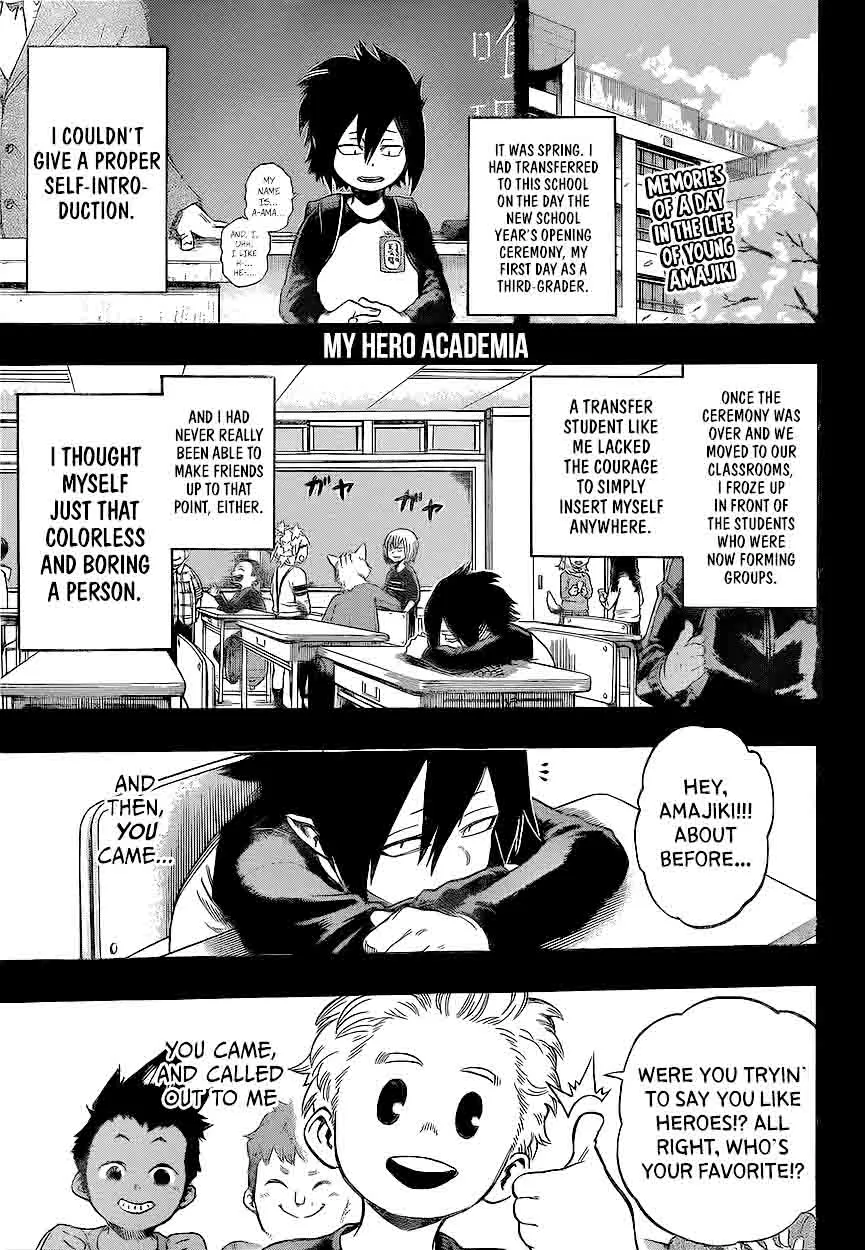 MEMORIES
OF A DAY
IN THE LIFE
OF YOUNG
AMAJIKI
IT WAS SPRING. I
HAD TRANSFERRED
TO THIS SCHOOL
ON THE DAY
THE NEW
SCHOOL
YEAR'S OPENING
CEREMONY, MY
FIRST DAY AS A
THIRD-GRADER.
MY
NAME
IS...
A-AMA...
AND, I,
UHH,
I LIKE
H-...
HE-...
I COULDN'T
GIVE A PROPER
SELF-INTRO-
DUCTION.
MY HERO ACADEMIA
ONCE THE
CEREMONY WAS
OVER AND WE
MOVED TO OUR
CLASSROOMS,
I FROZE UP
IN FRONT OF
THE STUDENTS
WHO WERE
NOW FORMING
GROUPS.
A TRANSFER
STUDENT LIKE
ME LACKED
THE COURAGE
TO SIMPLY
INSERT MYSELF
ANYWHERE.
ガヤ
ガヤ
AND I HAD
NEVER REALLY
BEEN ABLE TO
MAKE FRIENDS
UP TO THAT
POINT, EITHER.
I THOUGHT
MYSELF
JUST THAT
COLORLESS
AND BORING
A PERSON.
HEY,
AMAJIKI!!!
ABOUT
BEFORE...
AND
THEN,
YOU
CAME...
WERE YOU TRYIN'
TO SAY YOU LIKE
HEROES!? ALL
RIGHT, WHO'S
YOUR FAVORITE!?
YOU CAME,
AND CALLED
OUT TO ME